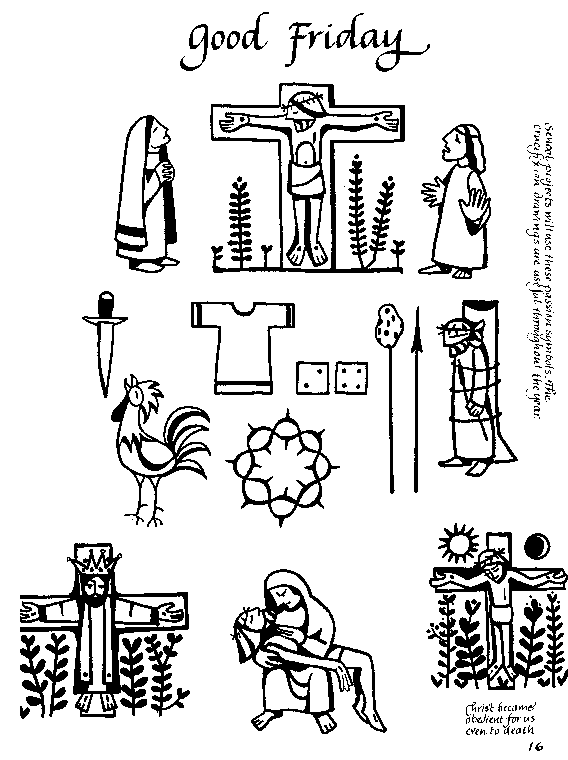 Good Friday
School projects will use these passion symbols. The
crucifixion drawings are useful throughout the year.
Christ became
obedient for us
even to death
16